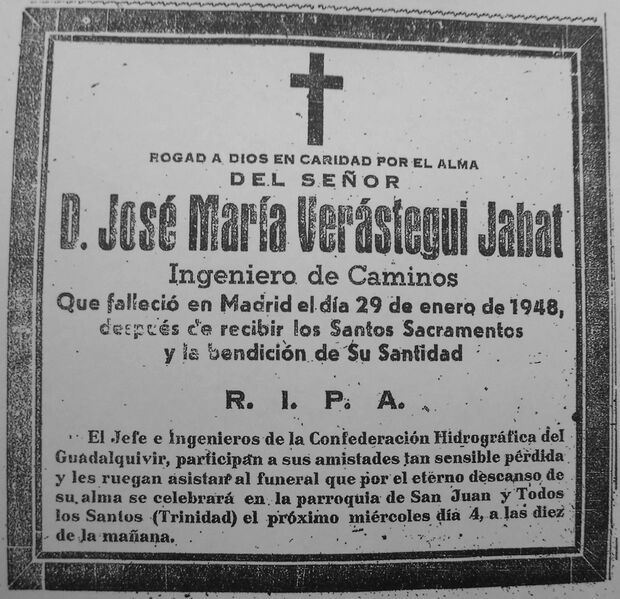 ROGAD A DIOS EN CARIDAD POR EL ALMA
DEL SEÑOR
D. José María Verástegui Jabat
Ingeniero de Caminos
Que falleció en Madrid el día 29 de enero de 1948,
después de recibir los Santos Sacramentos
y la bendición de Su Santidad
R. I. P. A.
El Jefe e Ingenieros de la Confederación Hidrográfica del
Guadalquivir, participan a sus amistades tan sensible pérdida
y les ruegan asistan al funeral que por el eterno descanso de
su alma se celebrará en la parroquia de San Juan y Todos
los Santos (Trinidad) el próximo miércoles día 4, a las diez
de la mañana.